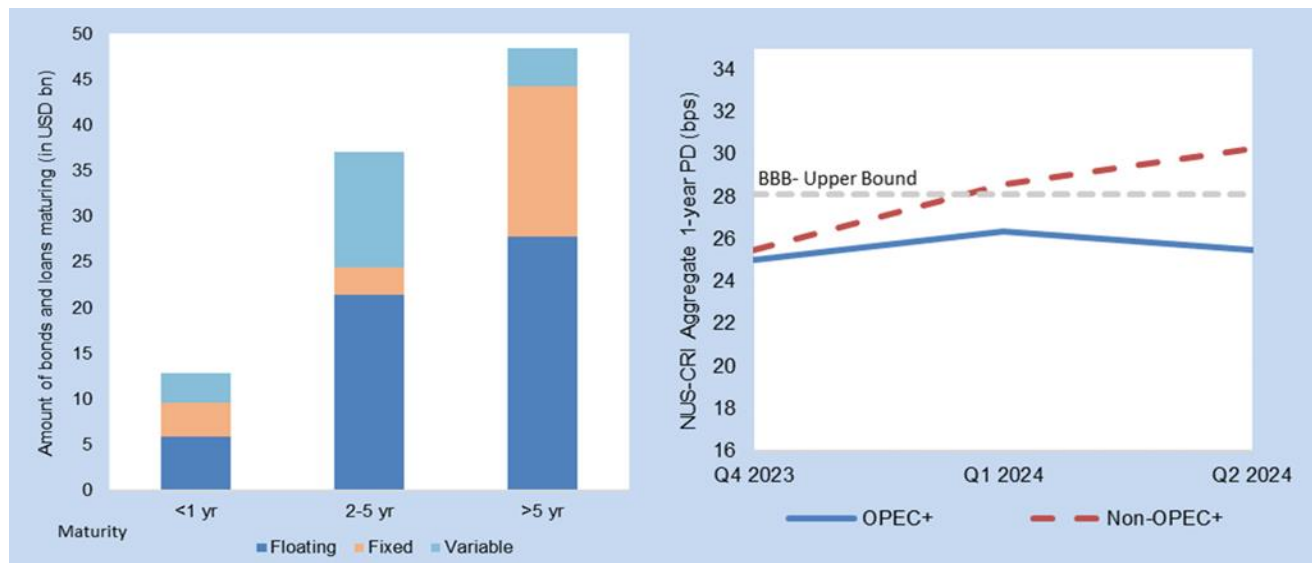 Amount of bonds and loans maturing (in USD bn)
50
45
40
35
30
25
20
15
10
5
0
<1 yr
2-5 yr
>5 yr
Maturity
Floating Fixed Variable
NUS-CRI Aggregate 1-year PD (bps)
34
32
30
28
26
24
22
20
18
16
BBB- Upper Bound
Q4 2023
Q1 2024
Q2 2024
OPEC+ Non-OPEC+